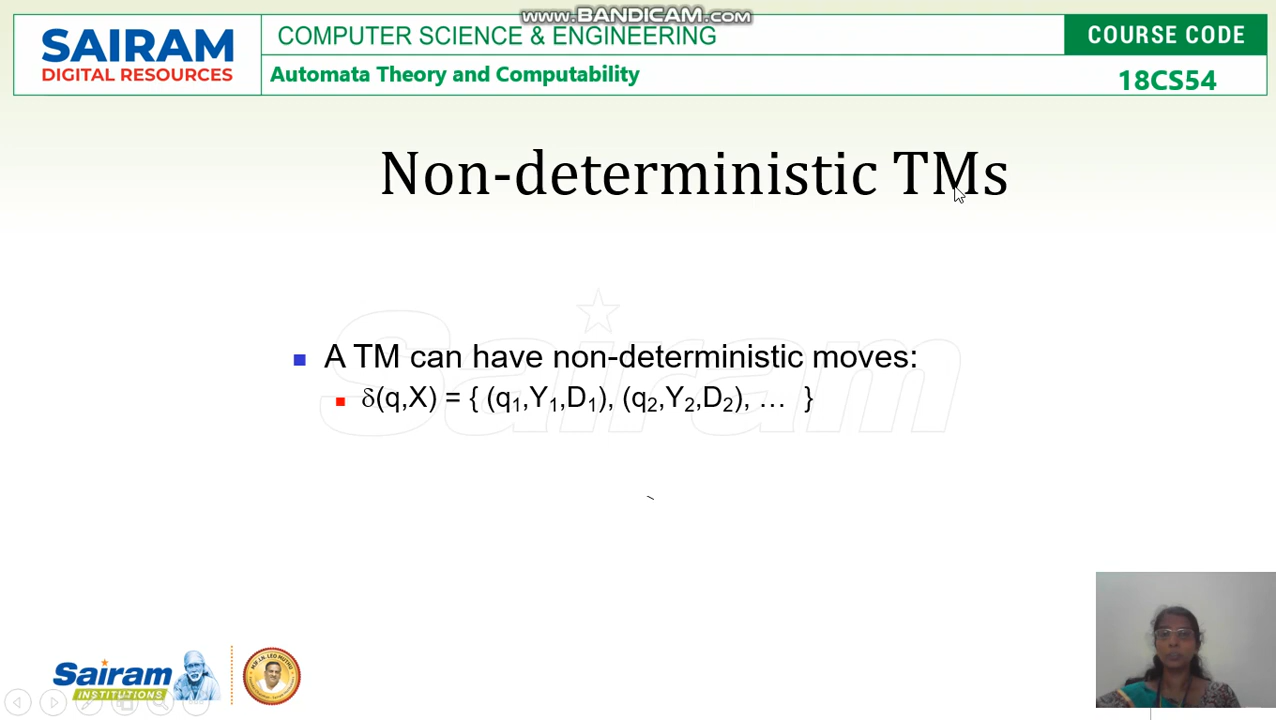 WWW.BANDICAM.COM
SAIRAM
DIGITAL RESOURCES
COMPUTER SCIENCE & ENGINEERING
Automata Theory and Computability
COURSE CODE
18CS54
Non-deterministic TMs
Sairam
A TM can have non-deterministic moves:
δ(q,X) = { (q₁,Y₁,D₁), (q₂,Y₂,D₂), … }
Sairam
INSTITUTIONS